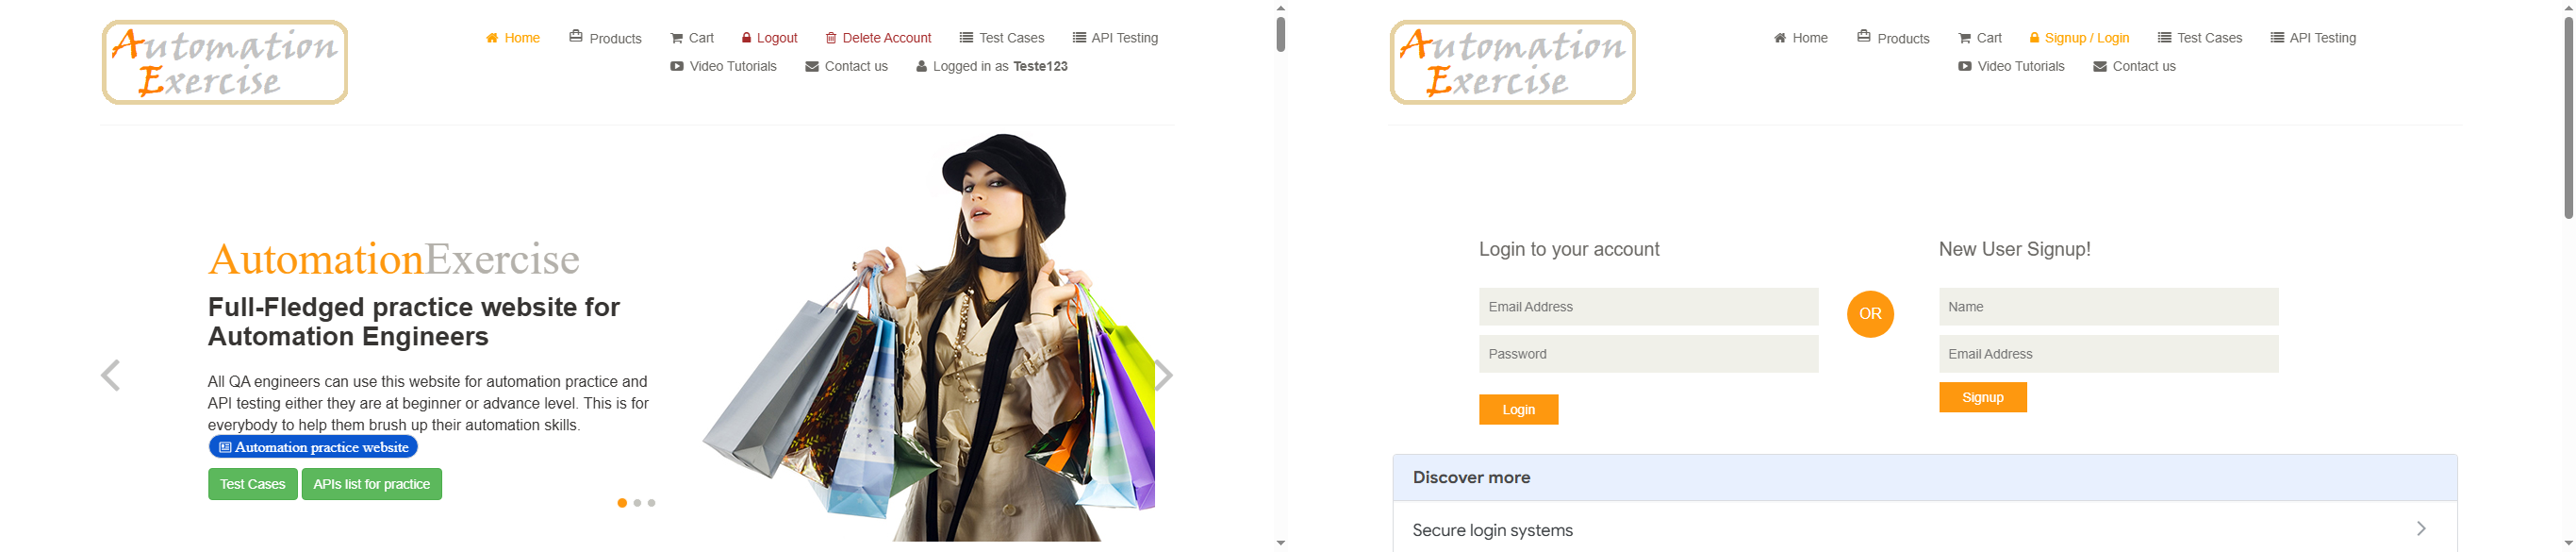 Automation
Exercise
Home Products Cart Logout Delete Account Test Cases API Testing
Video Tutorials Contact us Logged in as Teste123
AutomationExercise
Full-Fledged practice website for
Automation Engineers
All QA engineers can use this website for automation practice and
API testing either they are at beginner or advance level. This is for
everybody to help them brush up their automation skills.
Automation practice website
Test Cases APIs list for practice
Automation
Exercise
Home Products Cart Signup / Login Test Cases API Testing
Video Tutorials Contact us
Login to your account
Email Address
Password
Login
OR
New User Signup!
Name
Email Address
Signup
Discover more
Secure login systems